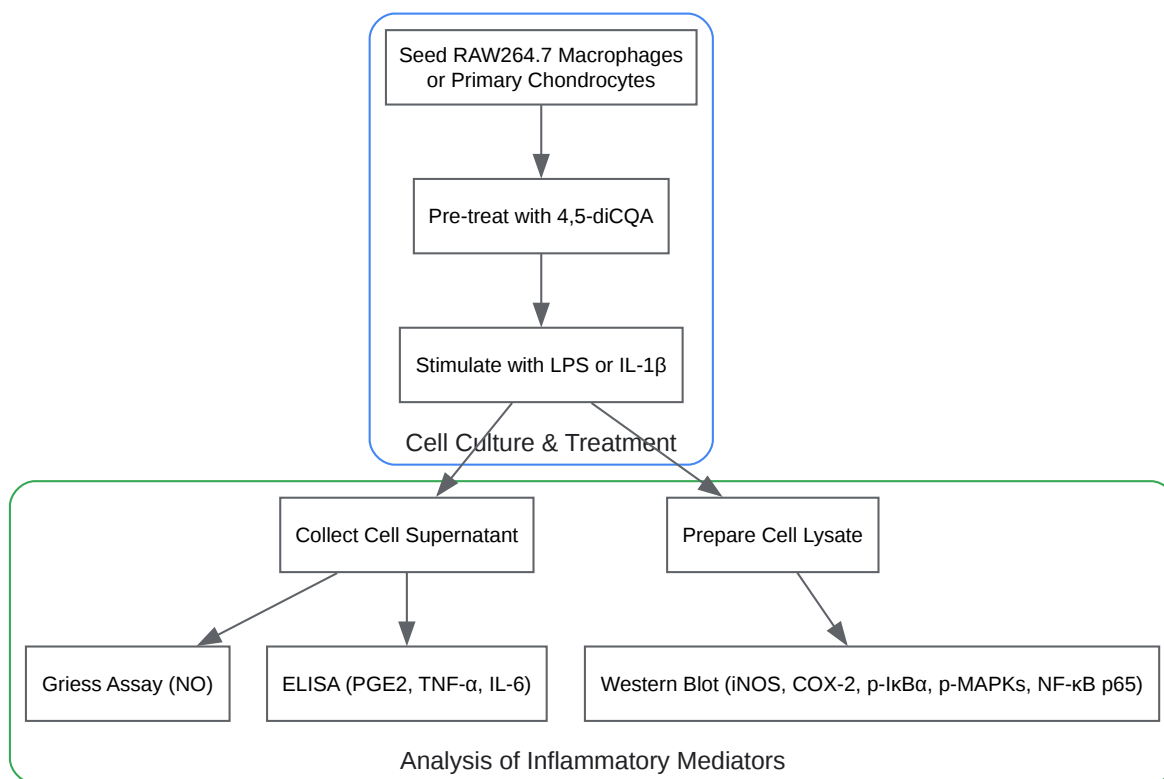 Seed RAW264.7 Macrophages
or Primary Chondrocytes
Pre-treat with 4,5-diCQA
Stimulate with LPS or IL-1β
Cell Culture & Treatment
Collect Cell Supernatant
Prepare Cell Lysate
Griess Assay (NO)
ELISA (PGE2, TNF-α, IL-6)
Western Blot (iNOS, COX-2, p-IκBα, p-MAPKs, NF-κB p65)
Analysis of Inflammatory Mediators